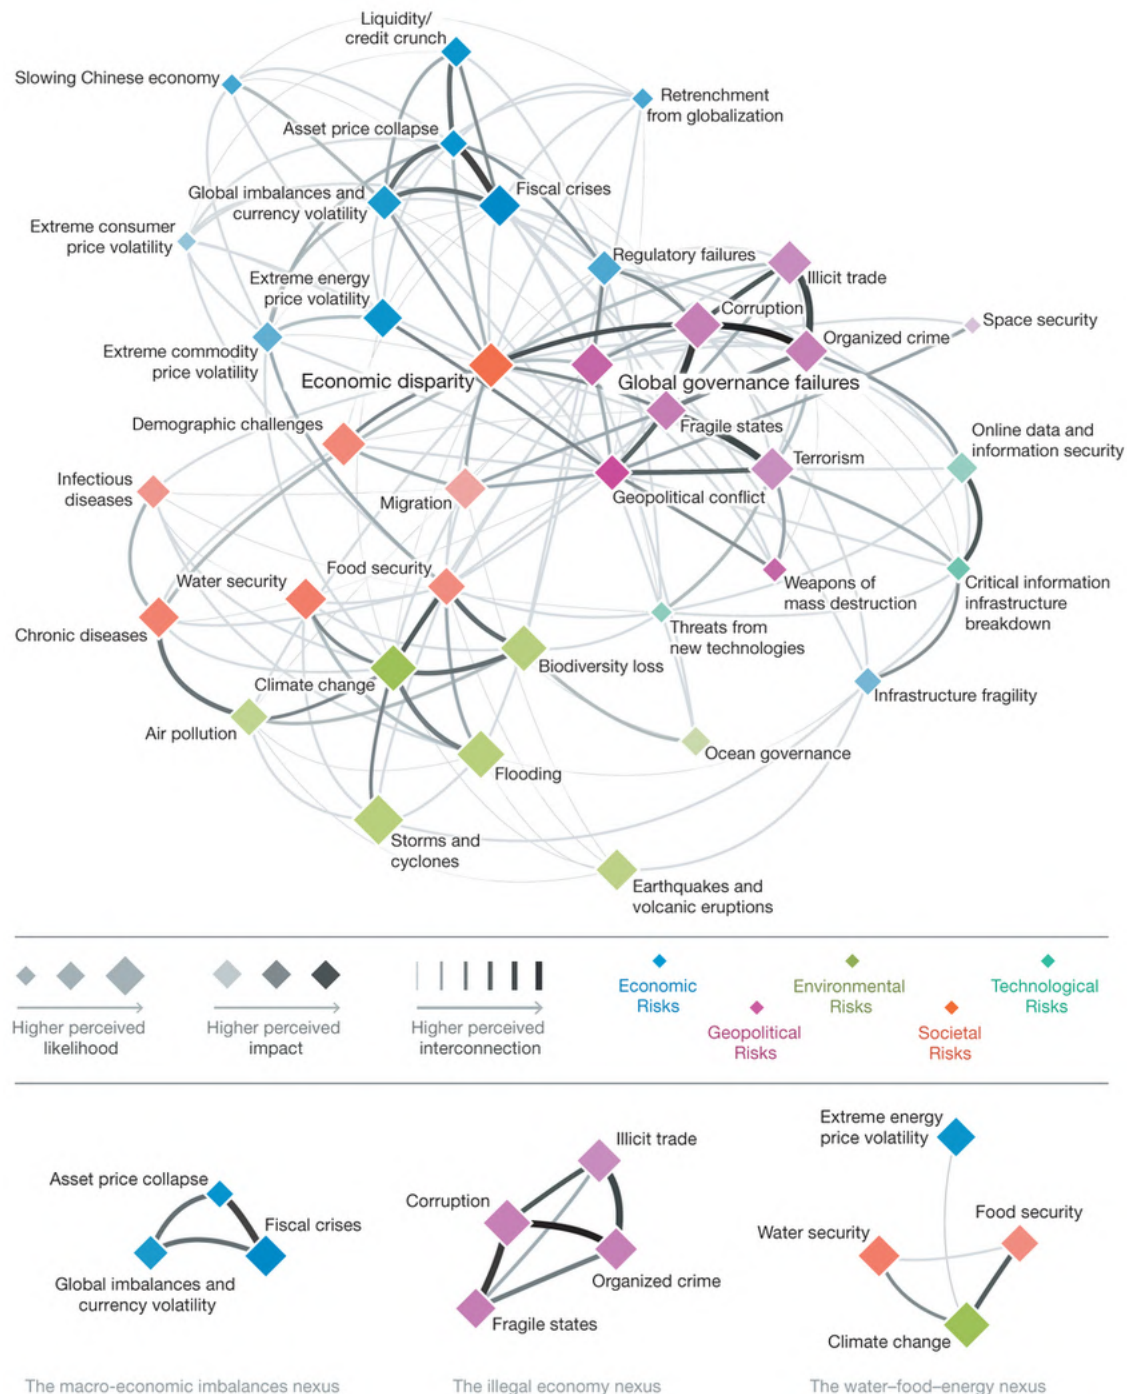 Liquidity/
credit crunch
Slowing Chinese economy
Retrenchment
from globalization
Asset price collapse
Global imbalances and
currency volatility
Fiscal crises
Extreme consumer
price volatility
Regulatory failures
Illicit trade
Extreme energy
price volatility
Corruption
Space security
Extreme commodity
price volatility
Organized crime
Economic disparity
Global governance failures
Demographic challenges
Fragile states
Online data and
information security
Infectious
diseases
Terrorism
Migration
Geopolitical conflict
Water security
Food security
Weapons of
mass destruction
Critical information
infrastructure
breakdown
Chronic diseases
Threats from
new technologies
Climate change
Biodiversity loss
Infrastructure fragility
Air pollution
Ocean governance
Flooding
Storms and
cyclones
Earthquakes and
volcanic eruptions
Higher perceived
likelihood
Higher perceived
impact
Higher perceived
interconnection
Economic
Risks
Geopolitical
Risks
Environmental
Risks
Societal
Risks
Technological
Risks
Asset price collapse
Fiscal crises
Global imbalances and
currency volatility
The macro-economic imbalances nexus
Illicit trade
Corruption
Organized crime
Fragile states
The illegal economy nexus
Extreme energy
price volatility
Food security
Water security
Climate change
The water–food–energy nexus